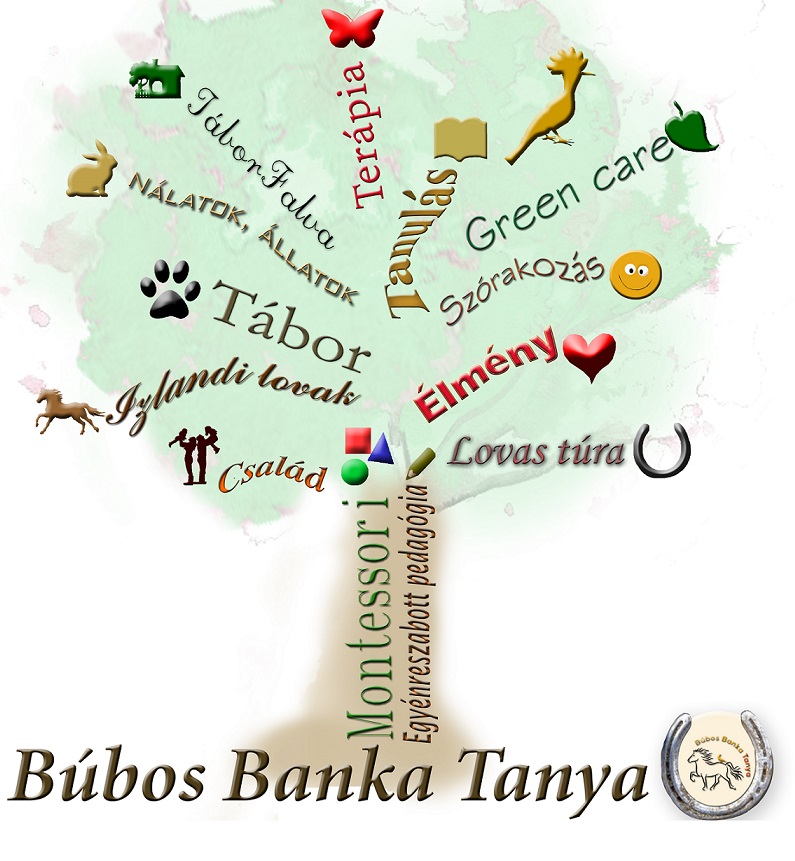 Terápia
TáborFalva
Tanulás
Green care
NÁLATOK, ÁLLATOK
Szórakozás
Tábor
Élmény
Izlandi lovak
Lovas túra
Család
Montessori
Egyénreszabott pedagógia
Búbos Banka Tanya
Búbos Banka Tanya